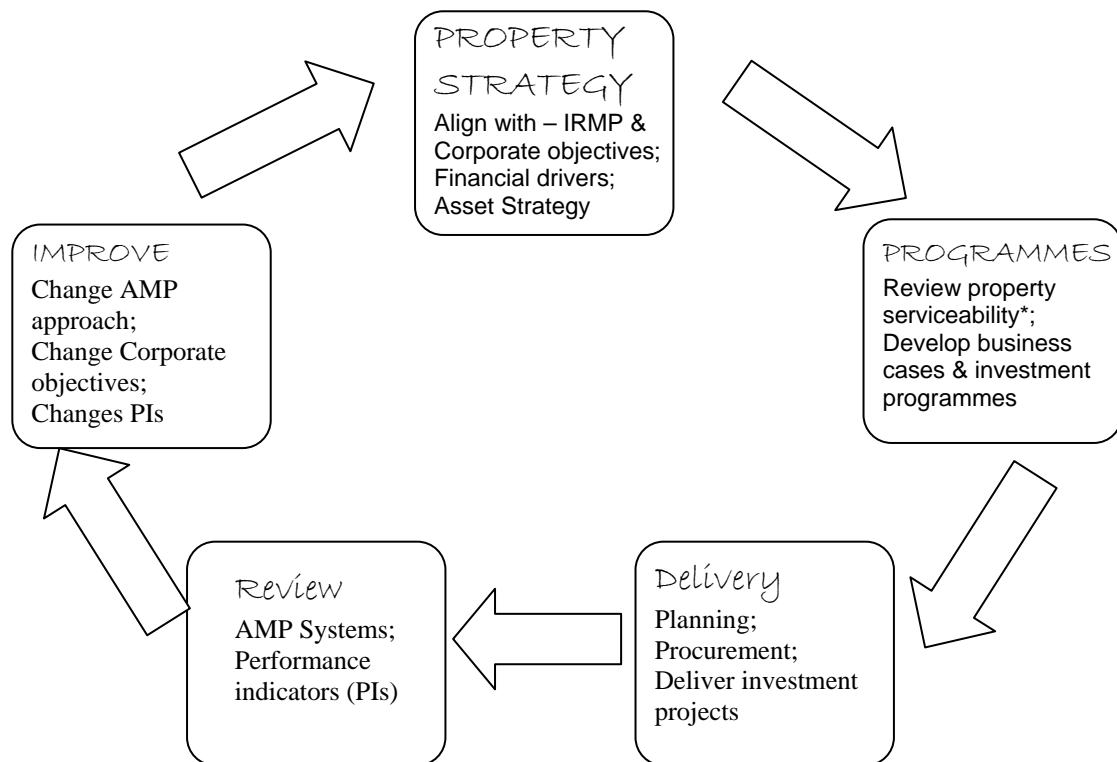 PROPERTY
STRATEGY
Align with – IRMP &
Corporate objectives;
Financial drivers;
Asset Strategy
PROGRAMMES
Review property
serviceability*;
Develop business
cases & investment
programmes
Delivery
Planning;
Procurement;
Deliver investment
projects
Review
AMP Systems;
Performance
indicators (PIs)
IMPROVE
Change AMP
approach;
Change Corporate
objectives;
Changes PIs